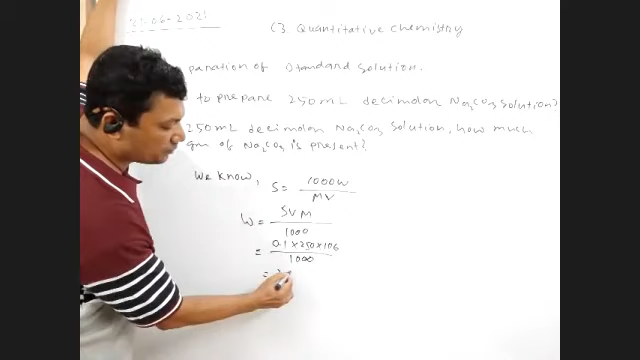 21-06-2021
C3 Quantitative Chemistry
paration of Standard Solution.
to prepare 250 mL decimolar Na₂CO₃ Solution?
250 mL decimolar Na₂CO₃ Solution, how much
gm of Na₂CO₃ is present?
We know, S = 1000W / MV
W = SVM / 1000
= 0.1 × 250 × 106 / 1000
= 2